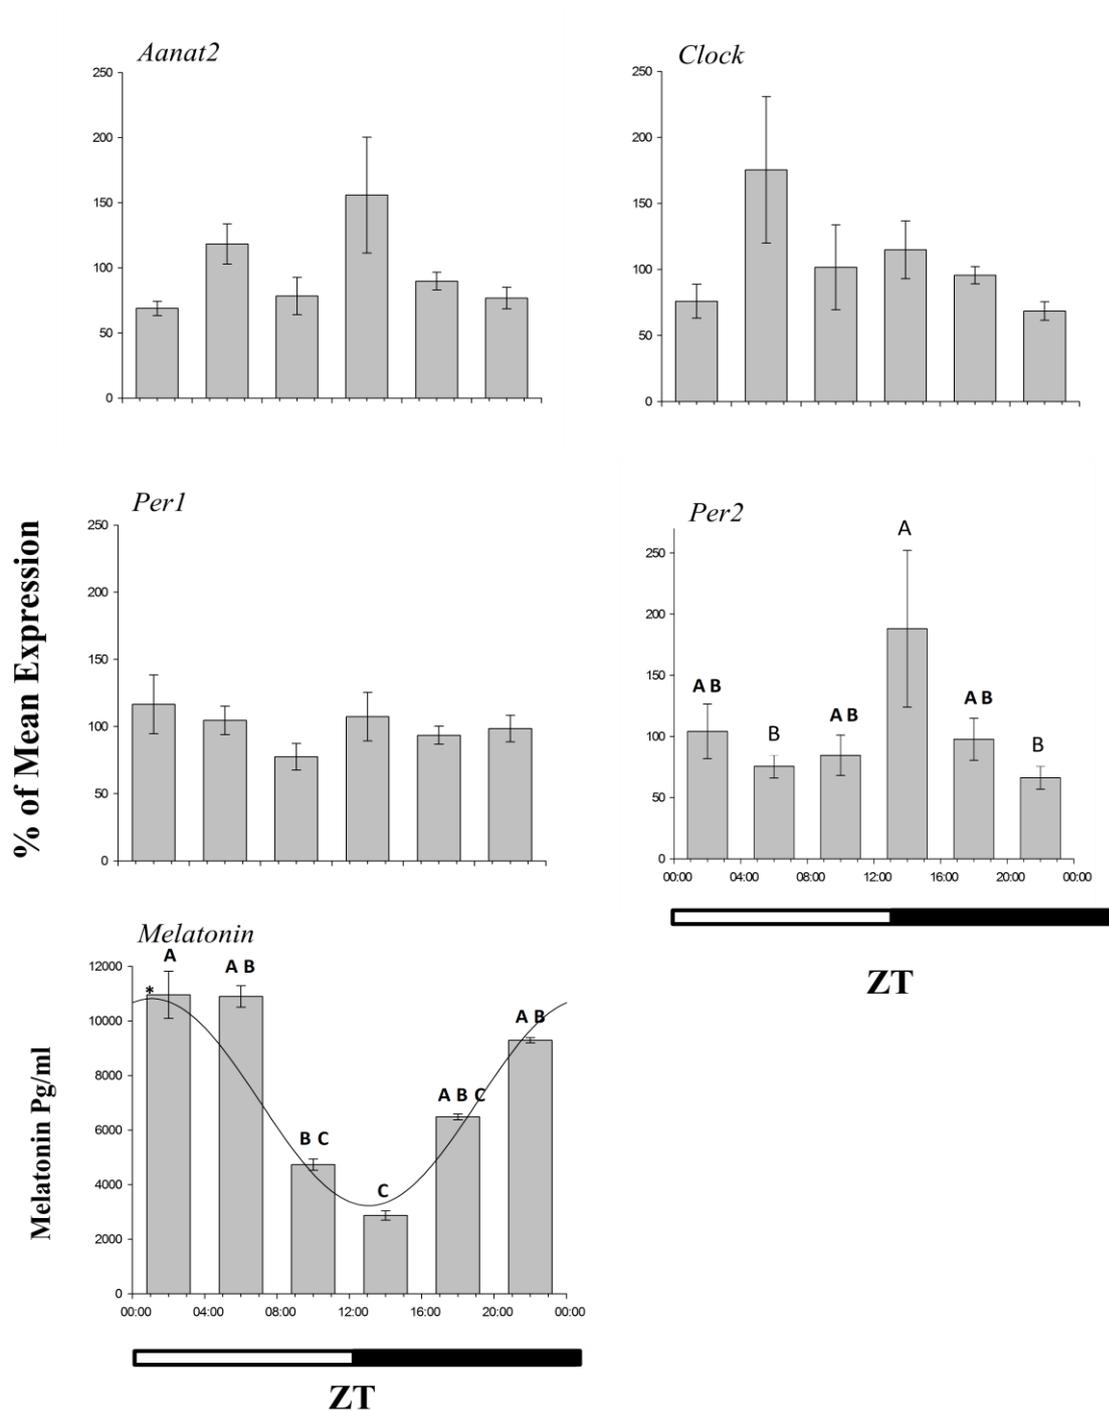 Aanat2
250
200
150
100
50
0
Clock
250
200
150
100
50
0
% of Mean Expression
Per1
250
200
150
100
50
0
Per2
250
200
150
100
50
0
A B
B
A B
A
A B
B
00:00 04:00 08:00 12:00 16:00 20:00 00:00
ZT
Melatonin
Melatonin Pg/ml
12000
10000
8000
6000
4000
2000
0
*
A
A B
B C
C
A B C
A B
00:00 04:00 08:00 12:00 16:00 20:00 00:00
ZT